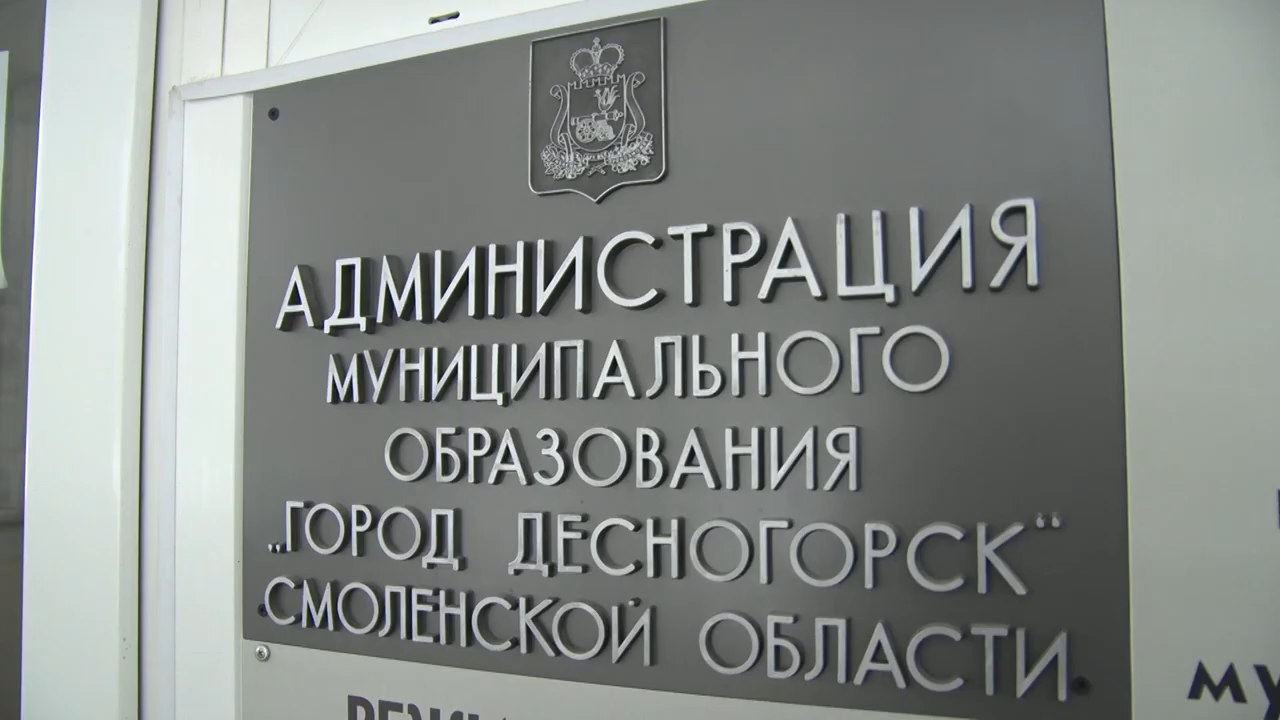 АДМИНИСТРАЦИЯ
МУНИЦИПАЛЬНОГО
ОБРАЗОВАНИЯ
„ГОРОД ДЕСНОГОРСК“
СМОЛЕНСКОЙ ОБЛАСТИ